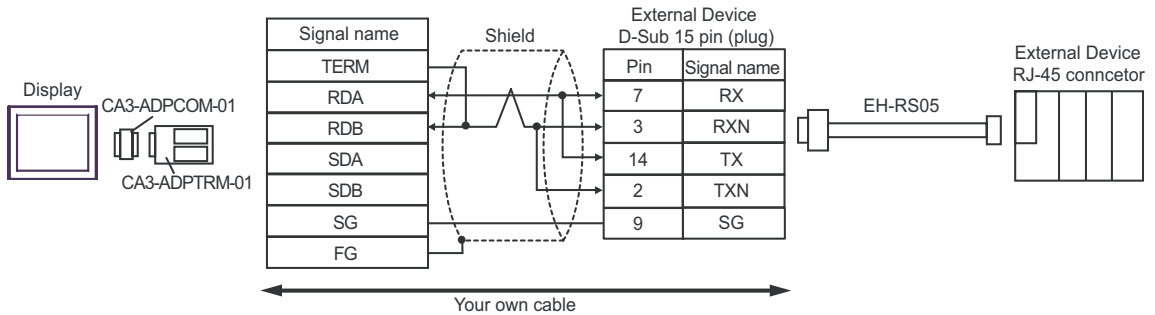 Display
CA3-ADPCOM-01
CA3-ADPTRM-01
Signal name
TERM
RDA
RDB
SDA
SDB
SG
FG
Shield
External Device
D-Sub 15 pin (plug)
Pin Signal name
7 RX
3 RXN
14 TX
2 TXN
9 SG
Your own cable
EH-RS05
External Device
RJ-45 conncetor